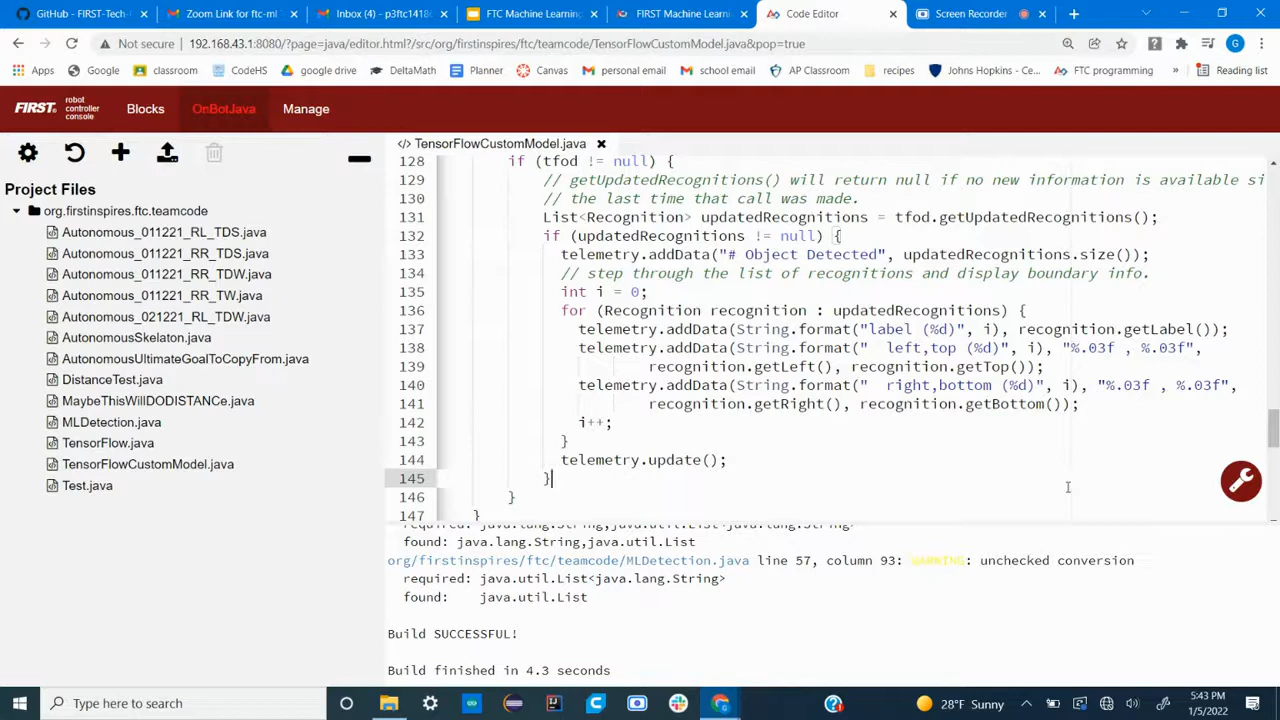 GitHub - FIRST-Tech-C
Zoom Link for ftc-ml
Inbox (4) - p3ftc1418
FTC Machine Learning
FIRST Machine Learni
Code Editor
Screen Recorder
Not secure
192.168.43.1:8080/?page=java/editor.html?/src/org/firstinspires/ftc/teamcode/TensorFlowCustomModel.java&pop=true
G
Apps
Google
classroom
CodeHS
google drive
DeltaMath
Planner
Canvas
personal email
school email
AP Classroom
recipes
Johns Hopkins - Ce...
FTC programming
»
Reading list
FIRST
robot controller console
Blocks
OnBotJava
Manage
Project Files
org.firstinspires.ftc.teamcode
Autonomous_011221_RL_TDS.java
Autonomous_011221_RR_TDS.java
Autonomous_011221_RR_TDW.java
Autonomous_011221_RR_TW.java
Autonomous_021221_RL_TDW.java
AutonomousSkelaton.java
AutonomousUltimateGoalToCopyFrom.java
DistanceTest.java
MaybeThisWillDODISTANCe.java
MLDetection.java
TensorFlow.java
TensorFlowCustomModel.java
Test.java
</> TensorFlowCustomModel.java
128 if (tfod != null) {
129 // getUpdatedRecognitions() will return null if no new information is available si
130 // the last time that call was made.
131 List<Recognition> updatedRecognitions = tfod.getUpdatedRecognitions();
132 if (updatedRecognitions != null) {
133 telemetry.addData("# Object Detected", updatedRecognitions.size());
134 // step through the list of recognitions and display boundary info.
135 int i = 0;
136 for (Recognition recognition : updatedRecognitions) {
137 telemetry.addData(String.format("label (%d)", i), recognition.getLabel());
138 telemetry.addData(String.format("  left,top (%d)", i), "%.03f , %.03f",
139 recognition.getLeft(), recognition.getTop());
140 telemetry.addData(String.format("  right,bottom (%d)", i), "%.03f , %.03f",
141 recognition.getRight(), recognition.getBottom());
142 i++;
143 }
144 telemetry.update();
145 }
146 }
147 }
required: java.lang.String,java.util.List<java.lang.String>
found: java.lang.String,java.util.List
org/firstinspires/ftc/teamcode/MLDetection.java line 57, column 93: WARNING: unchecked conversion
required: java.util.List<java.lang.String>
found:    java.util.List
Build SUCCESSFUL!
Build finished in 4.3 seconds
Type here to search
28°F Sunny
5:43 PM
1/5/2022